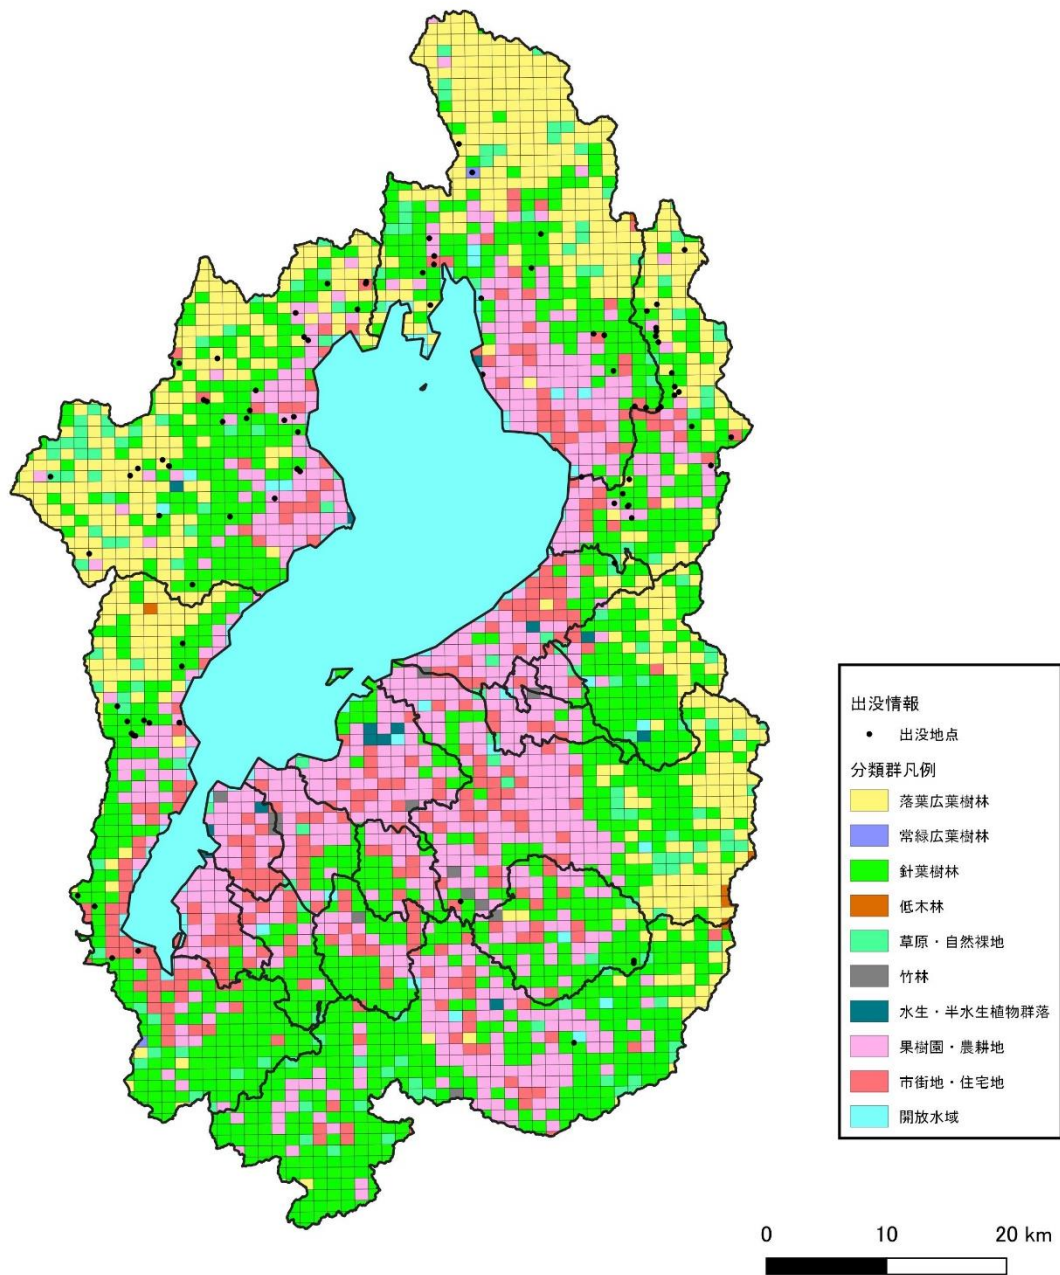 出没情報
出没地点
分類群凡例
落葉広葉樹林
常緑広葉樹林
針葉樹林
低木林
草原・自然裸地
竹林
水生・半水生植物群落
果樹園・農耕地
市街地・住宅地
開放水域
0 10 20 km